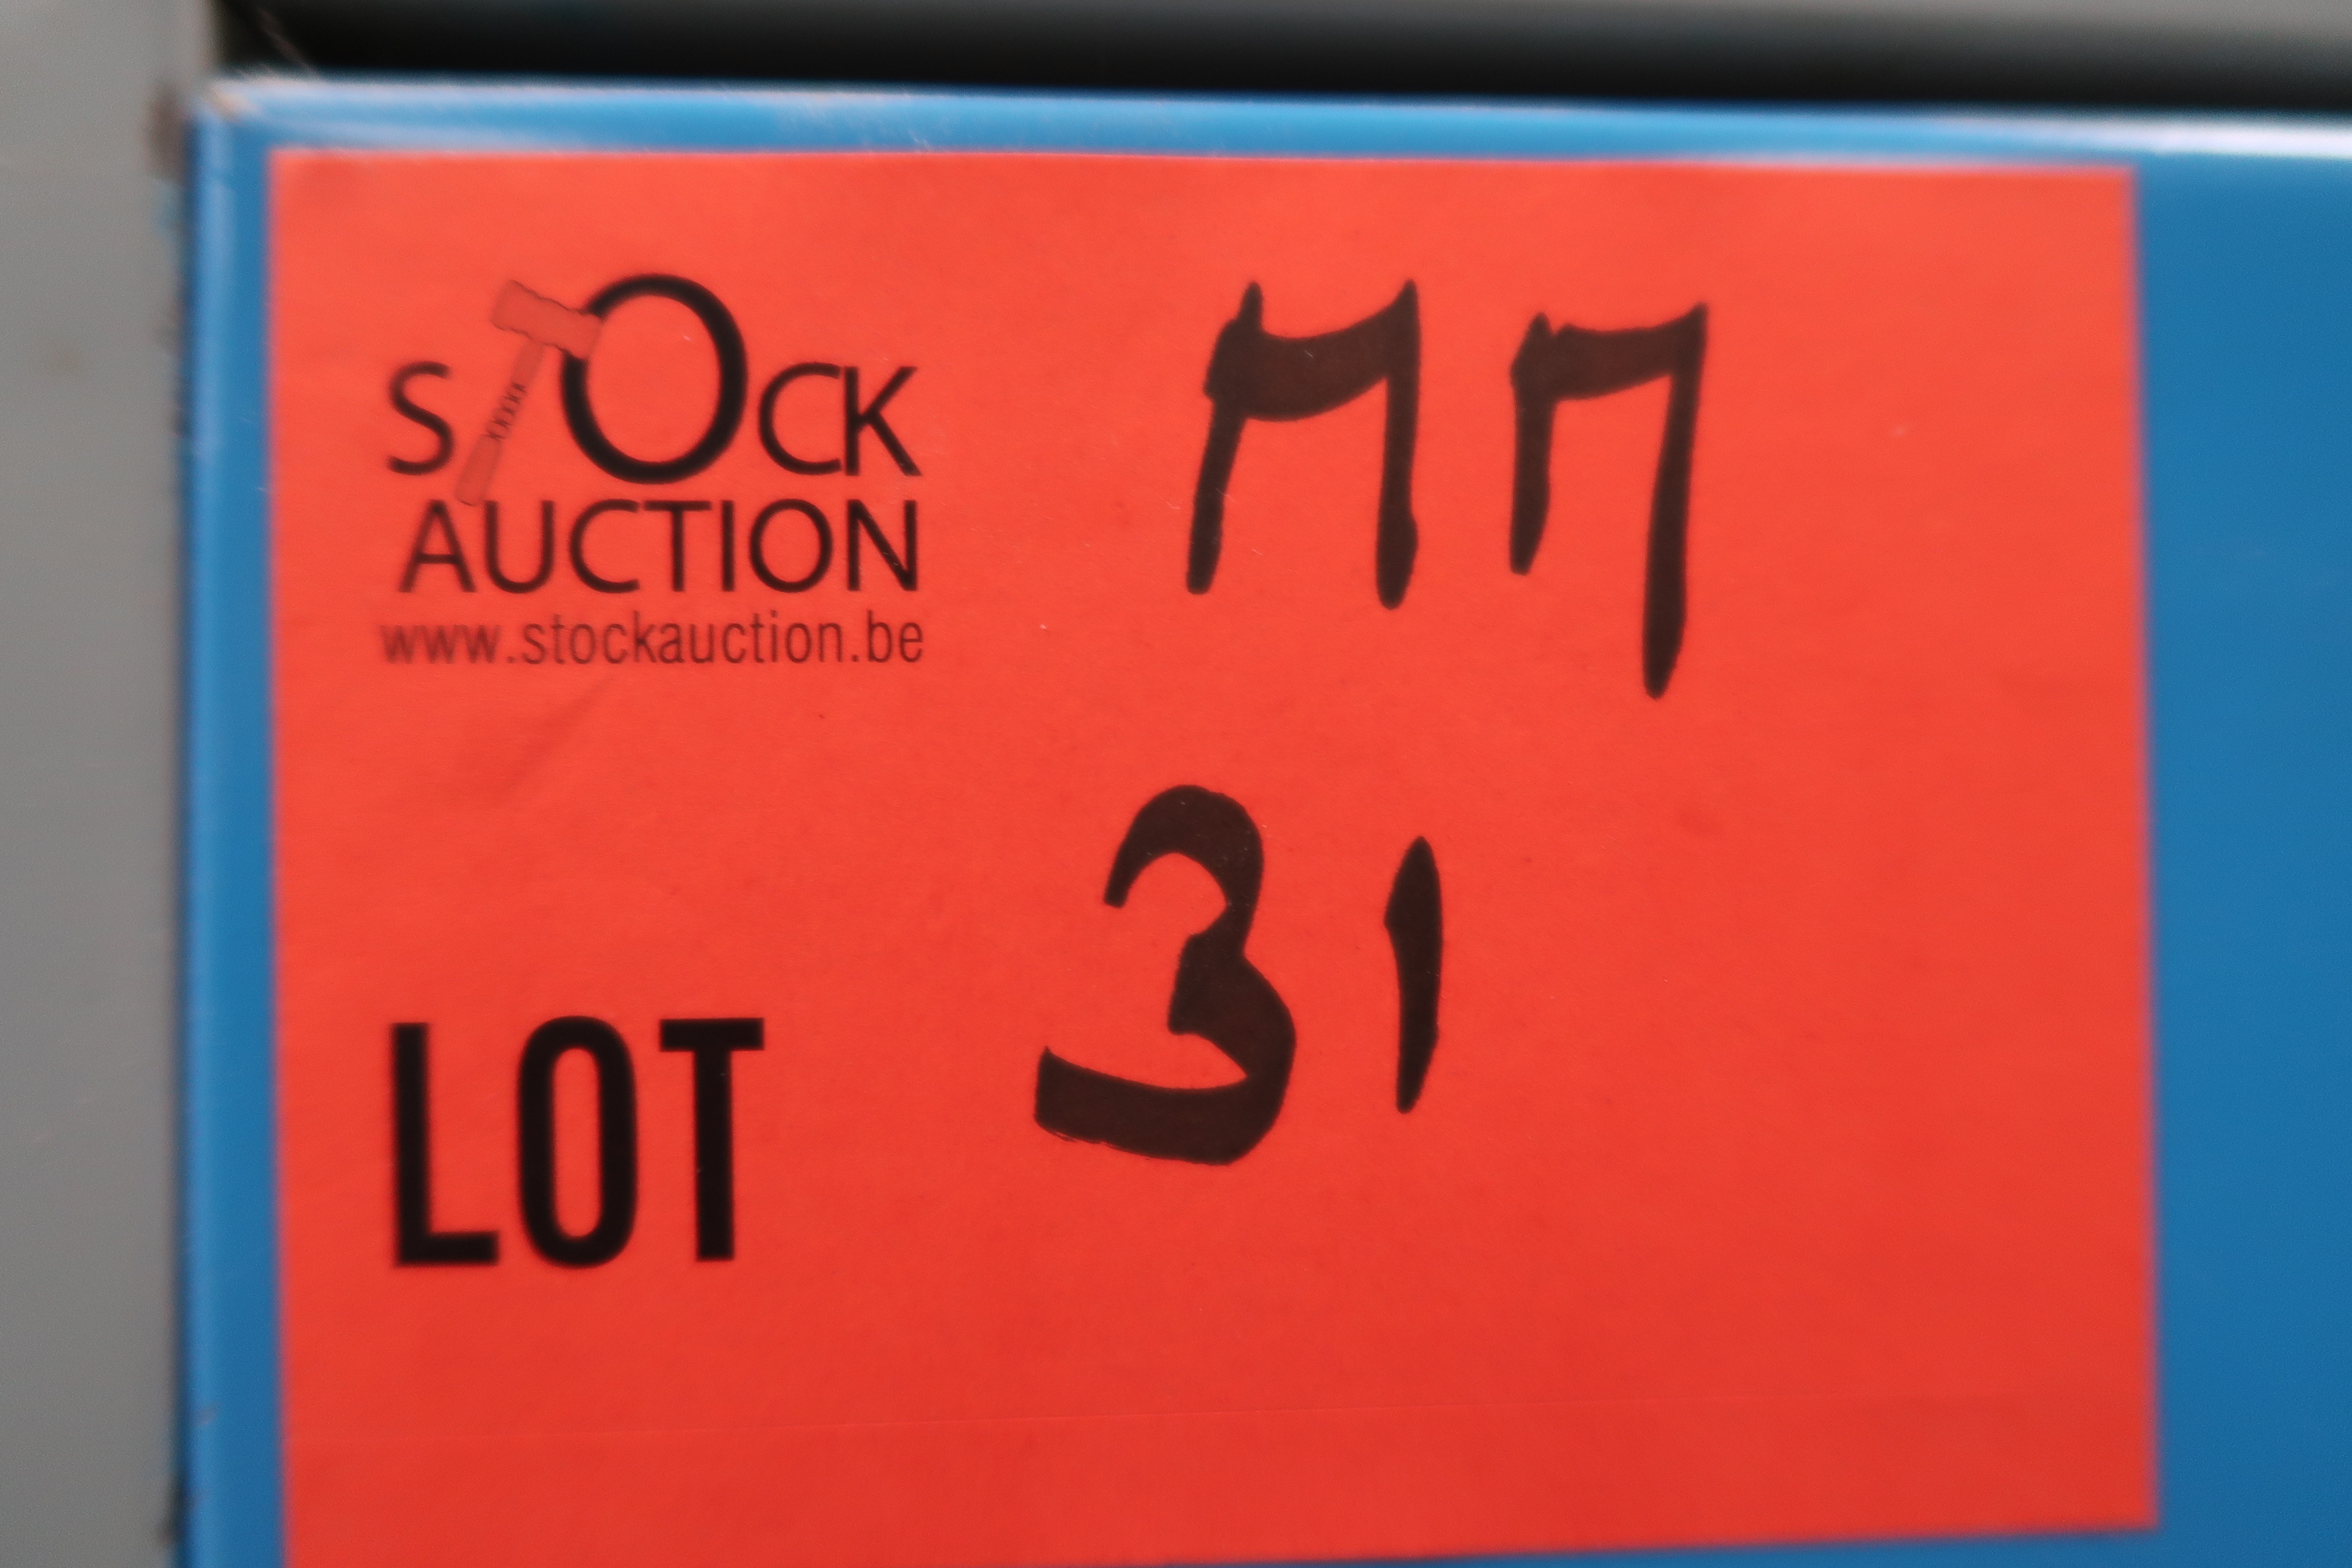 STOCK
AUCTION
www.stockauction.be
MM
LOT 31